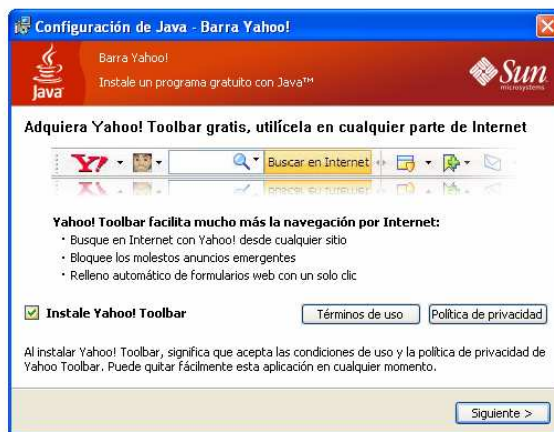 Configuración de Java - Barra Yahoo!
Java
Barra Yahoo!
Instale un programa gratuito con Java™
Sun
microsystems
Adquiera Yahoo! Toolbar gratis, utilícela en cualquier parte de Internet
Y! Buscar en Internet
Yahoo! Toolbar facilita mucho más la navegación por Internet:
· Busque en Internet con Yahoo! desde cualquier sitio
· Bloquee los molestos anuncios emergentes
· Relleno automático de formularios web con un solo clic
Instale Yahoo! Toolbar
Términos de uso
Política de privacidad
Al instalar Yahoo! Toolbar, significa que acepta las condiciones de uso y la política de privacidad de
Yahoo Toolbar. Puede quitar fácilmente esta aplicación en cualquier momento.
Siguiente >